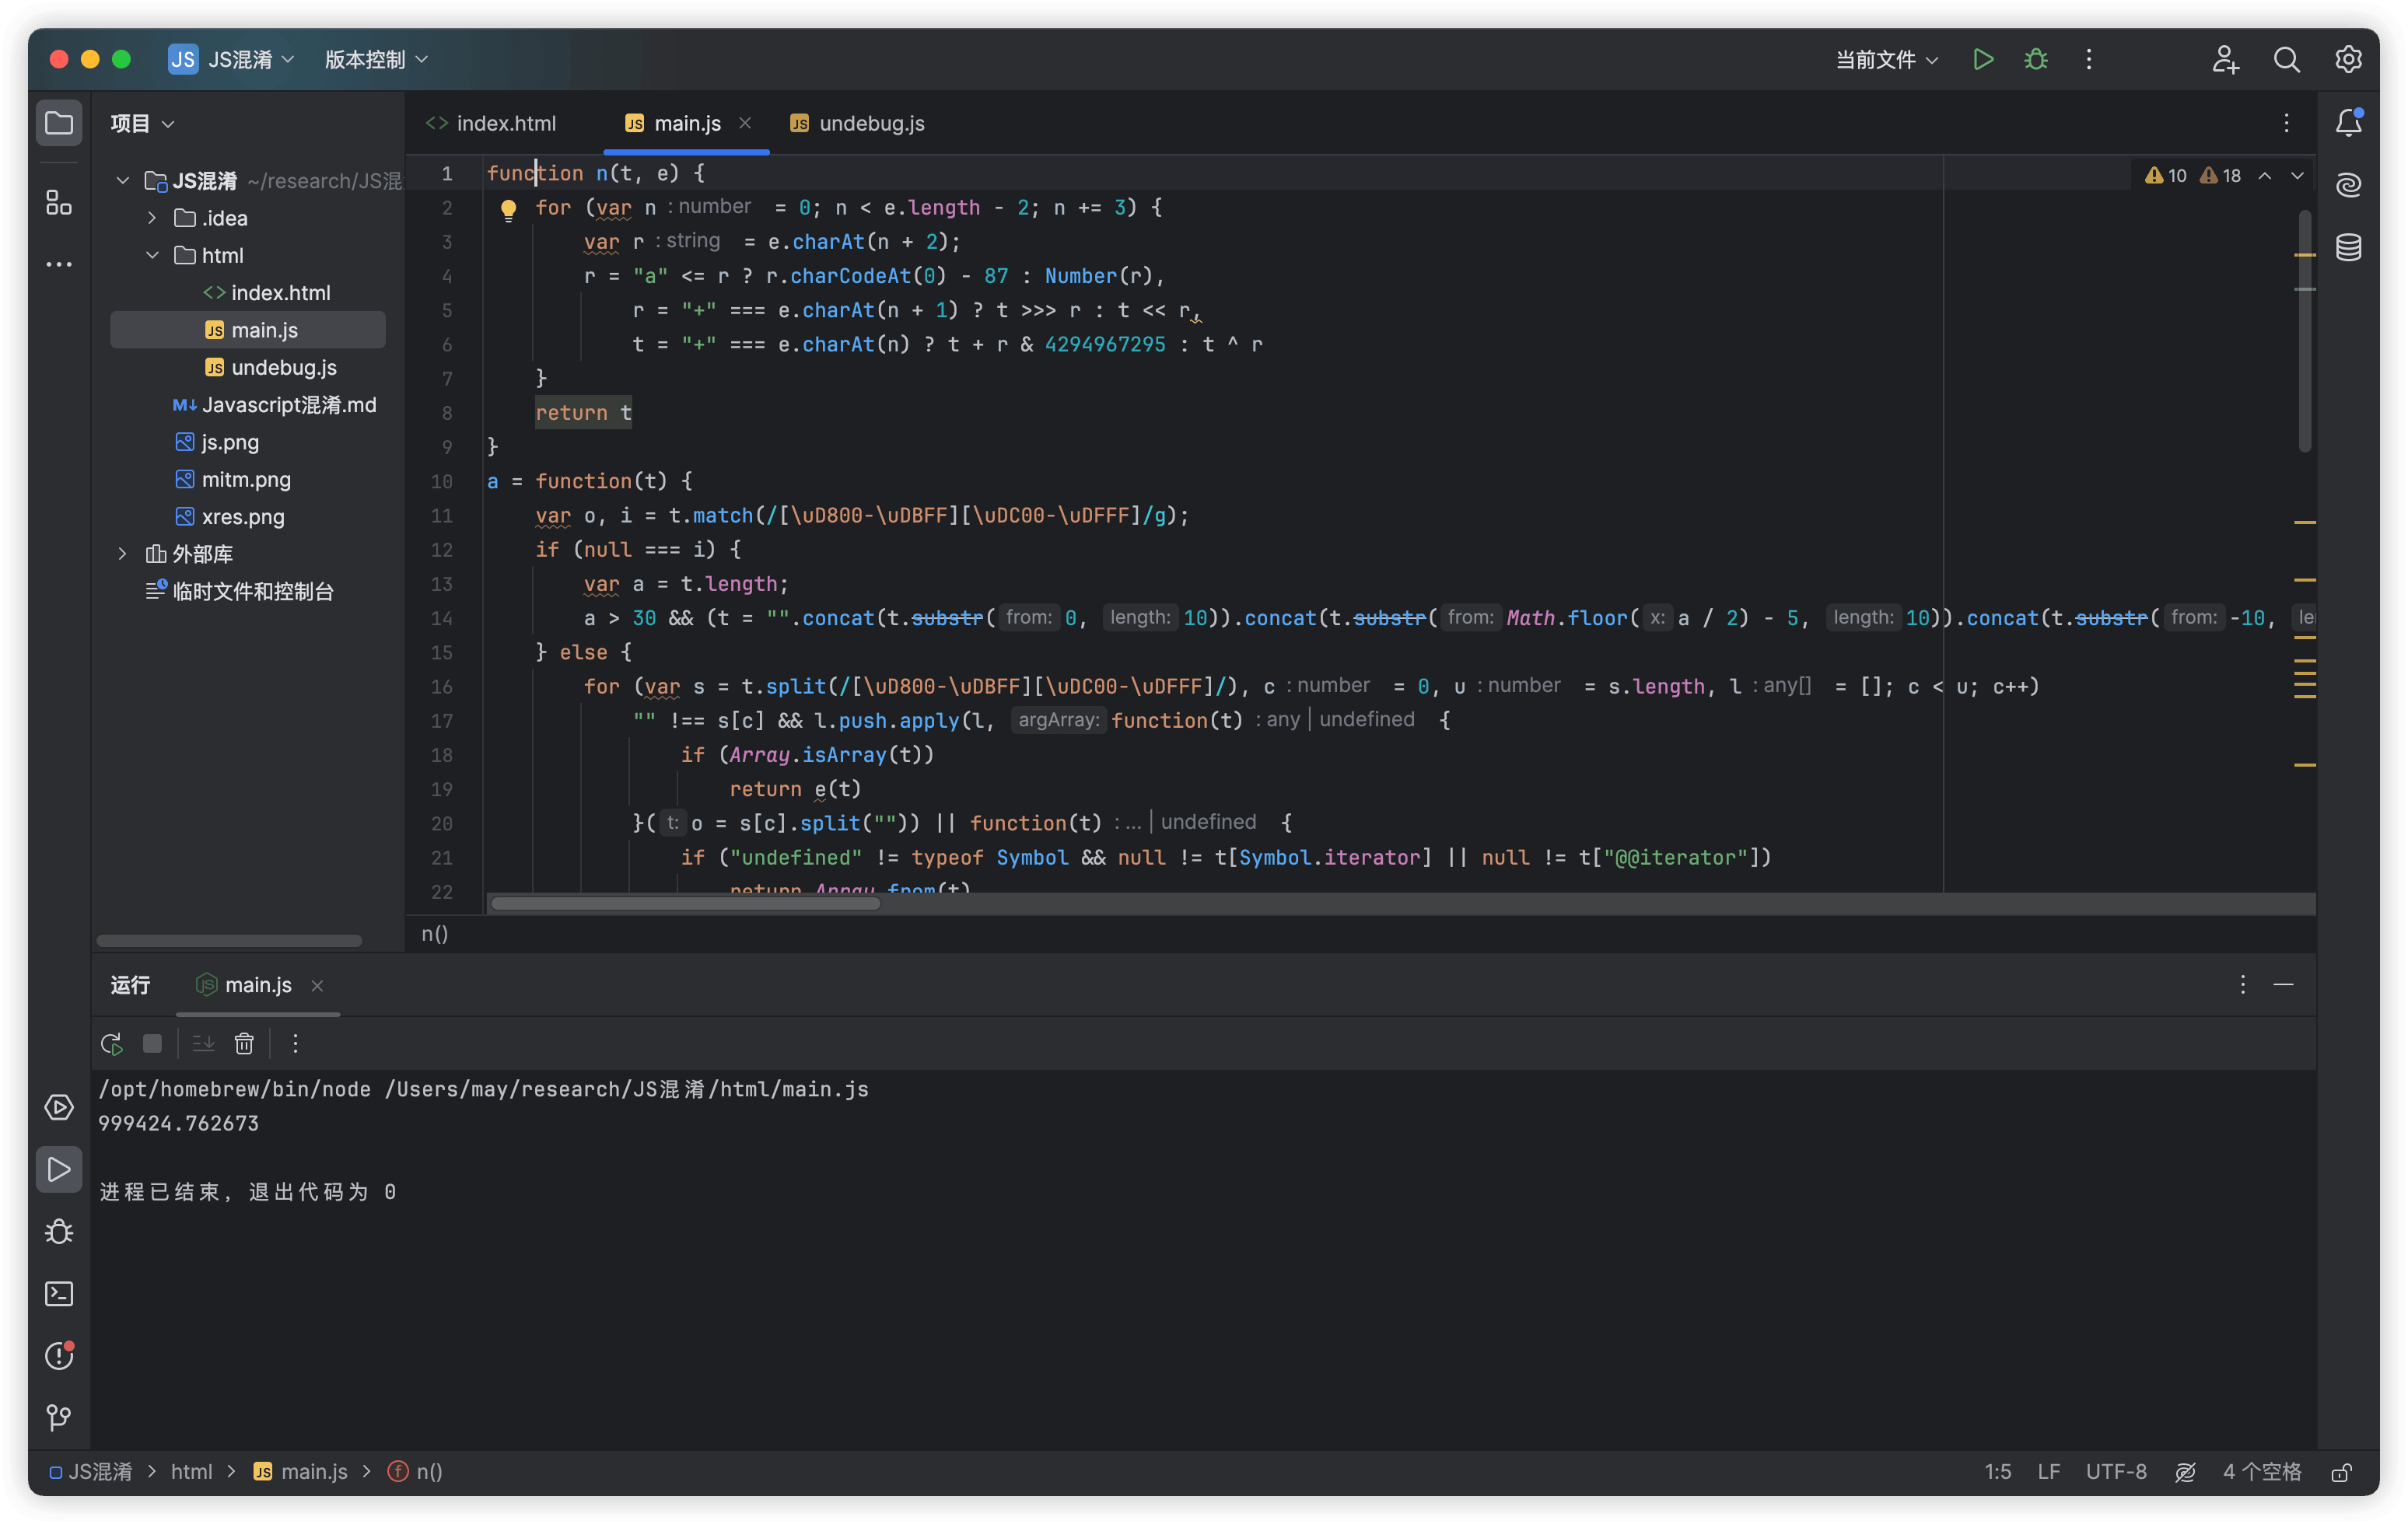 JS JS混淆 版本控制 当前文件
项目
index.html main.js undebug.js
JS混淆 ~/research/JS混
.idea
html
index.html
main.js
undebug.js
Javascript混淆.md
js.png
mitm.png
xres.png
外部库
临时文件和控制台
10 18
1 function n(t, e) {
2 for (var n : number = 0; n < e.length - 2; n += 3) {
3 var r : string = e.charAt(n + 2);
4 r = "a" <= r ? r.charCodeAt(0) - 87 : Number(r),
5 r = "+" === e.charAt(n + 1) ? t >>> r : t << r,
6 t = "+" === e.charAt(n) ? t + r & 4294967295 : t ^ r
7 }
8 return t
9 }
10 a = function(t) {
11 var o, i = t.match(/[\uD800-\uDBFF][\uDC00-\uDFFF]/g);
12 if (null === i) {
13 var a = t.length;
14 a > 30 && (t = "".concat(t.substr( from: 0, length: 10)).concat(t.substr( from: Math.floor( x: a / 2) - 5, length: 10)).concat(t.substr( from: -10, le
15 } else {
16 for (var s = t.split(/[\uD800-\uDBFF][\uDC00-\uDFFF]/), c : number = 0, u : number = s.length, l : any[] = []; c < u; c++)
17 "" !== s[c] && l.push.apply(l, argArray: function(t) : any | undefined {
18 if (Array.isArray(t))
19 return e(t)
20 }( t: o = s[c].split("")) || function(t) : ... | undefined {
21 if ("undefined" != typeof Symbol && null != t[Symbol.iterator] || null != t["@@iterator"])
22 return Array.from(t)
n()
运行 main.js
/opt/homebrew/bin/node /Users/may/research/JS混淆/html/main.js
999424.762673
进程已结束，退出代码为 0
JS混淆 > html > main.js > n() 1:5 LF UTF-8 4 个空格